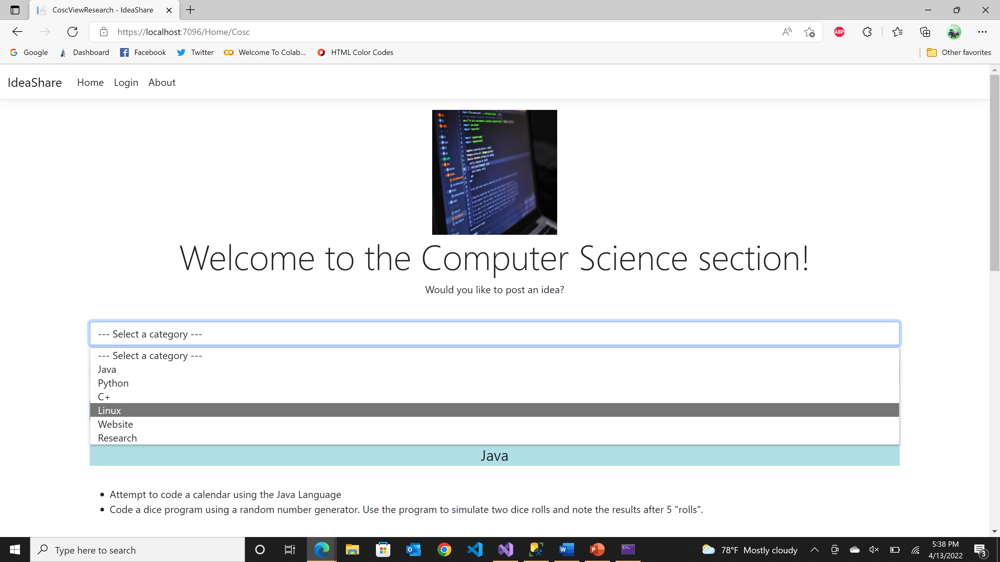 CoscViewResearch - IdeaShare
https://localhost:7096/Home/Cosc
ABP
Google
Dashboard
Facebook
Twitter
Welcome To Colab...
HTML Color Codes
Other favorites
IdeaShare
Home
Login
About
Welcome to the Computer Science section!
Would you like to post an idea?
--- Select a category ---
--- Select a category ---
Java
Python
C+
Linux
Website
Research
Java
Attempt to code a calendar using the Java Language
Code a dice program using a random number generator. Use the program to simulate two dice rolls and note the results after 5 "rolls".
Type here to search
78°F Mostly cloudy
5:38 PM
4/13/2022
3